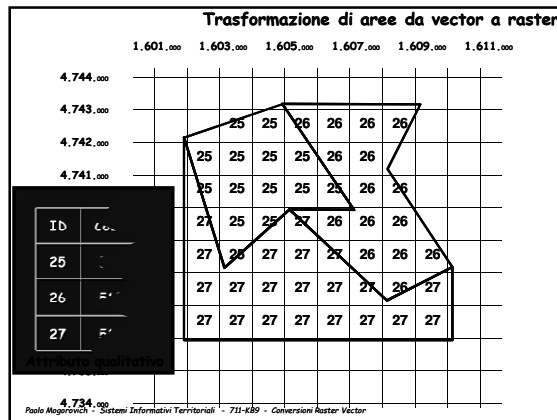 Trasformazione di aree da vector a raster
1.601.000 1.603.000 1.605.000 1.607.000 1.609.000 1.611.000
4.744.000
4.743.000
25 25 26 26 26 26
4.742.000
25 25 25 25 26 26
4.741.000
25 25 25 25 26 26
27 25 25 27 26 26 26
ID
27 25 27 27 27 26 26 26
25
27 27 27 27 27 27 26 27
26
27 27 27 27 27 27 27 27
27
Attributo qualitativo
4.734.000
Paolo Mogorovich - Sistemi Informativi Territoriali - 711-KB9 - Conversioni Raster Vector